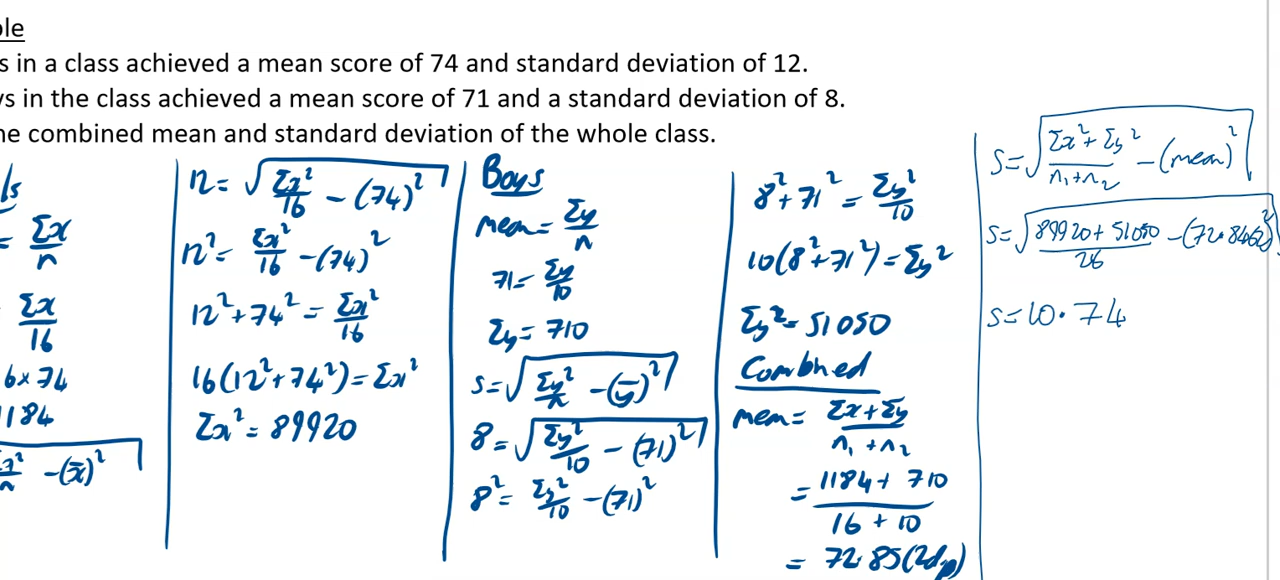 ole
s in a class achieved a mean score of 74 and standard deviation of 12.
ys in the class achieved a mean score of 71 and a standard deviation of 8.
ne combined mean and standard deviation of the whole class.
ls
= Σx/n
= Σx/16
6×74
1184
x²/n −(x̄)²
12 = √(Σx²/16 − (74)²)
12² = Σx²/16 −(74)²
12²+74² = Σx²/16
16(12²+74²)=Σx²
Σx² = 89920
Boys
mean = Σy/n
71 = Σy/10
Σy = 710
s = √(Σy²/n −(ȳ)²)
8 = √(Σy²/10 − (71)²)
8² = Σy²/10 −(71)²
8²+71² = Σy²/10
10(8²+71²)=Σy²
Σy² = 51050
Combined
mean = (Σx+Σy)/(n₁+n₂)
= (1184+710)/(16+10)
= 72.85(2dp)
S=√((Σx²+Σy²)/(n₁+n₂) −(mean)²)
S=√((89920+51050)/26 −(72.8462)²)
S=10.74